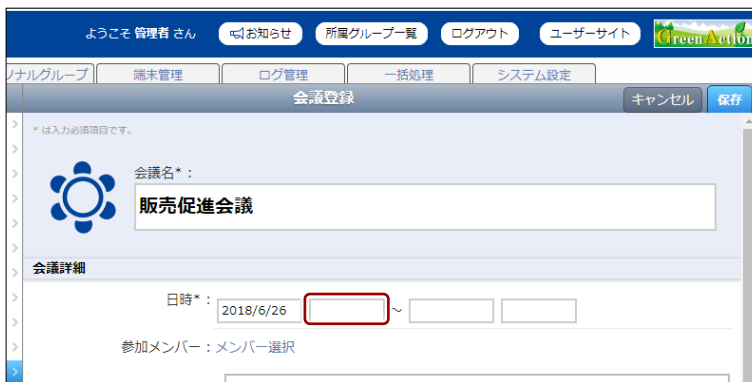 ようこそ 管理者 さん お知らせ 所属グループ一覧 ログアウト ユーザーサイト Green Action
ソナルグループ 端末管理 ログ管理 一括処理 システム設定
会議登録 キャンセル 保存
* は入力必須項目です。
会議名*：
販売促進会議
会議詳細
日時*： 2018/6/26 ～
参加メンバー：メンバー選択